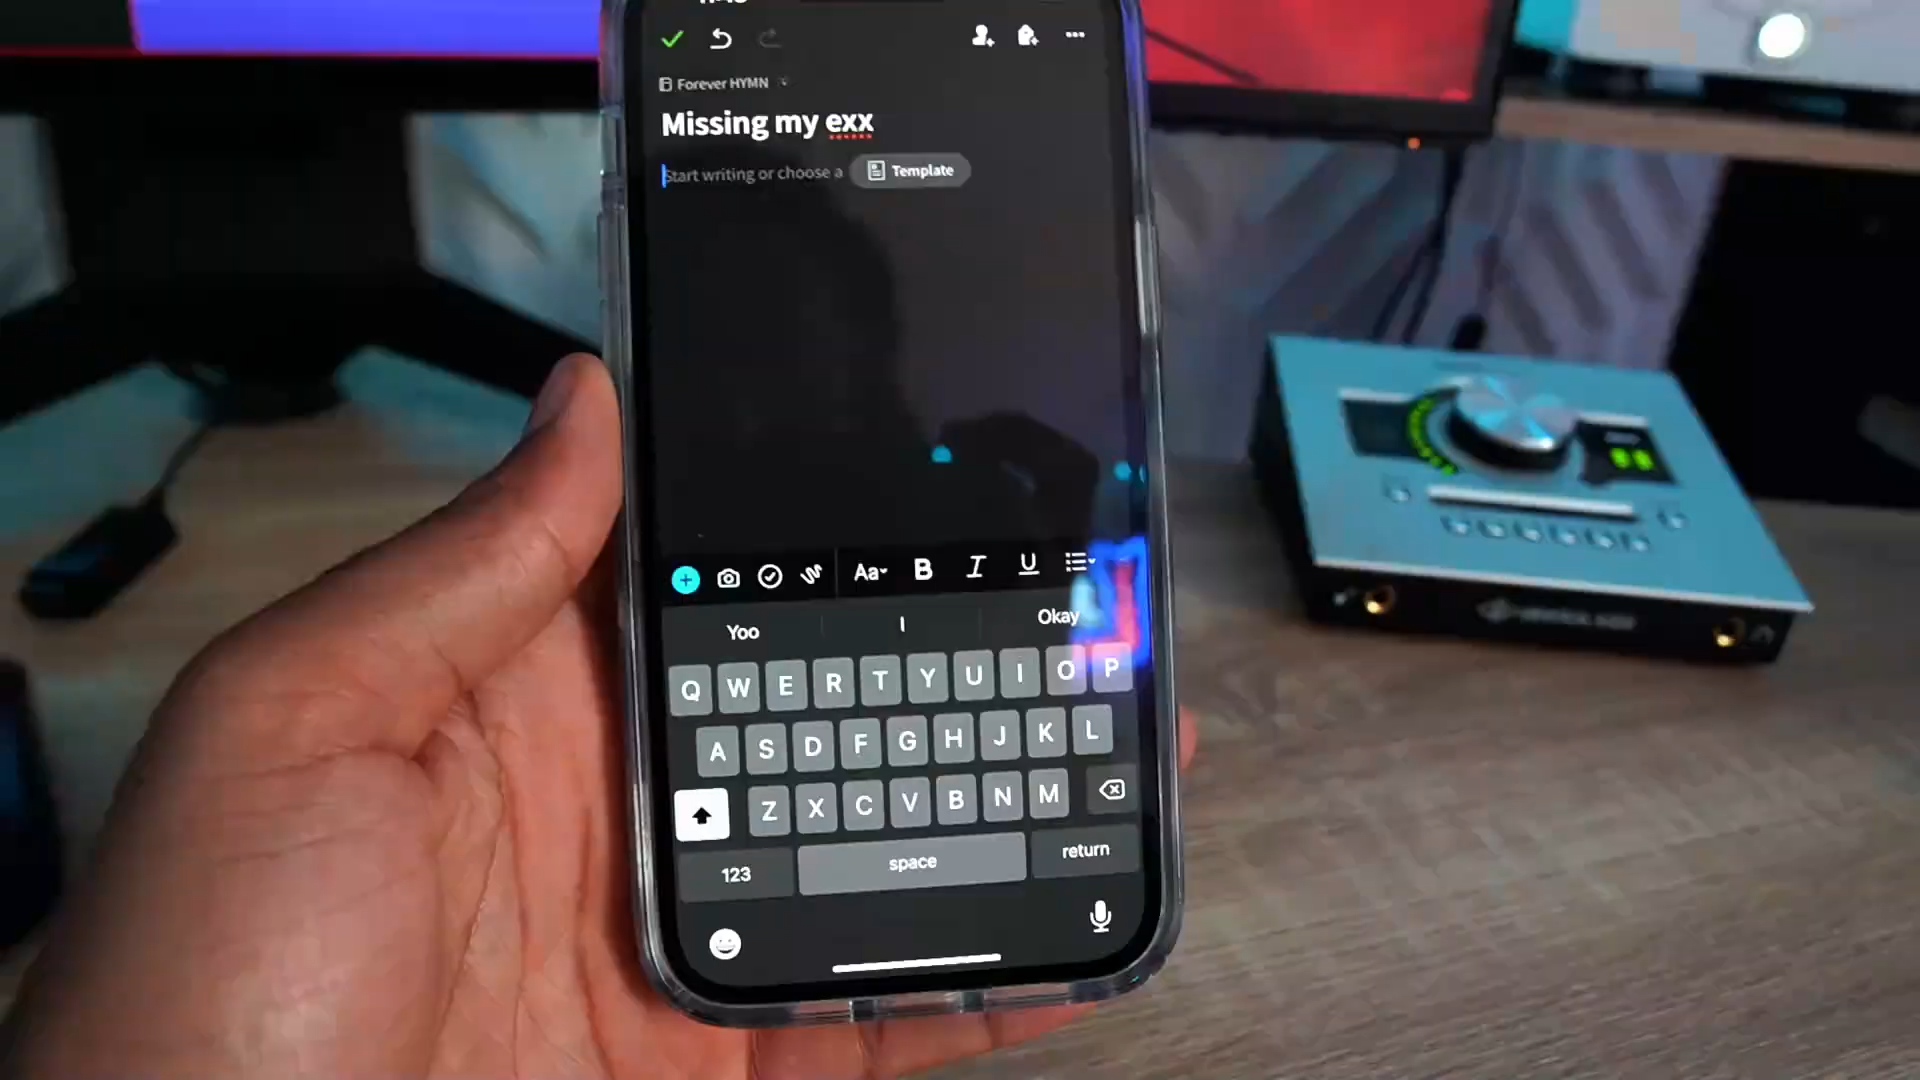 Forever HYMN
Missing my exx
Start writing or choose a Template
Aa B I U
Yoo I Okay
Q W E R T Y U I O P
A S D F G H J K L
Z X C V B N M
123 space return